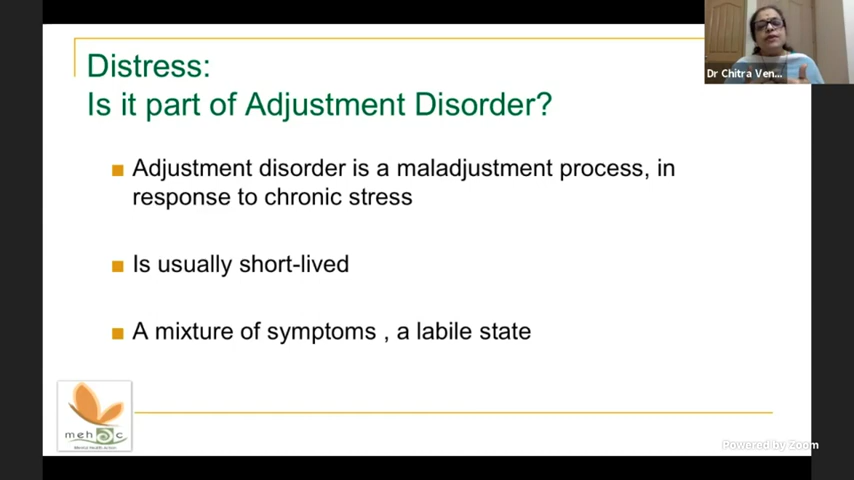 Distress:
Is it part of Adjustment Disorder?
Dr Chitra Ven...
■ Adjustment disorder is a maladjustment process, in
response to chronic stress
■ Is usually short-lived
■ A mixture of symptoms , a labile state
mehac
Powered by Zoom